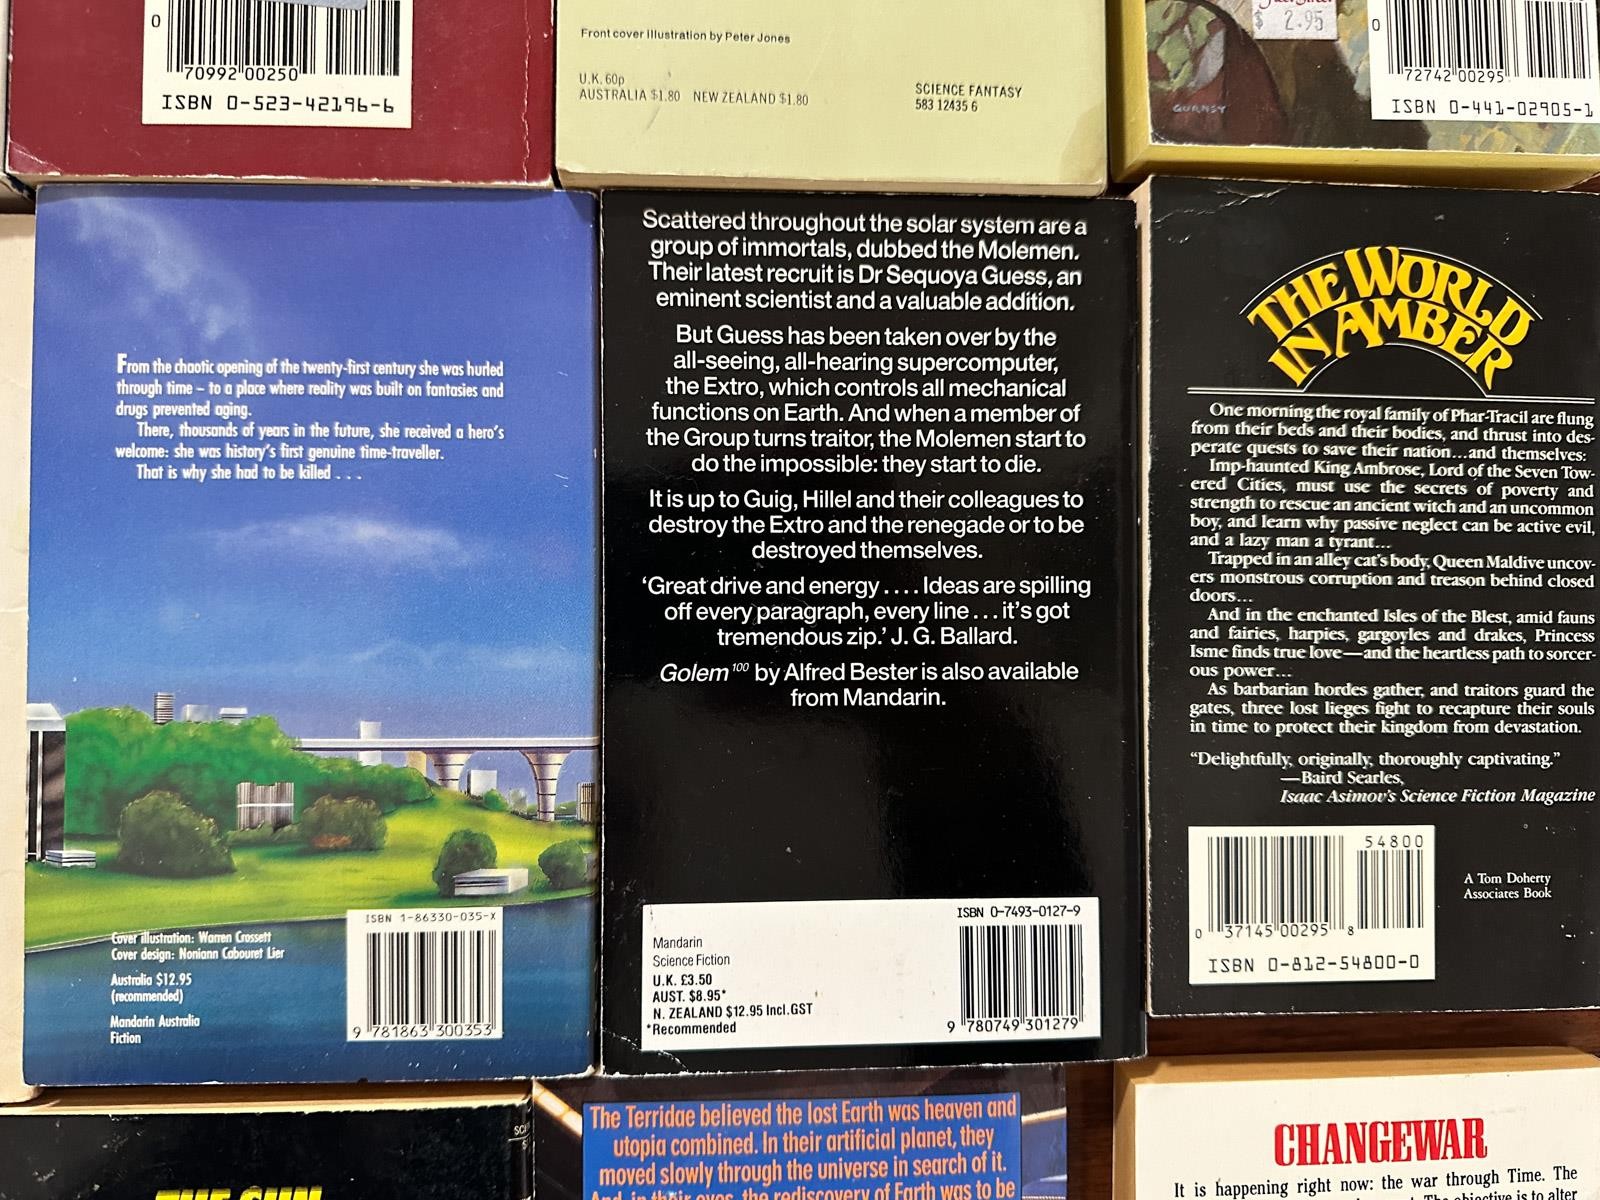 0
70992 00250
ISBN 0-523-42196-6
Front cover illustration by Peter Jones
U.K. 60p
AUSTRALIA $1.80 NEW ZEALAND $1.80
SCIENCE FANTASY
583 12435 6
$ 2.95
GURNEY
0
72742 00295
ISBN 0-441-02905-1
From the chaotic opening of the twenty-first century she was hurled
through time – to a place where reality was built on fantasies and
drugs prevented aging.
There, thousands of years in the future, she received a hero's
welcome: she was history's first genuine time-traveller.
That is why she had to be killed . . .
Cover illustration: Warren Crossett
Cover design: Noniann Cabouret Lier
Australia $12.95
(recommended)
Mandarin Australia
Fiction
ISBN 1-86330-035-X
9 781863 300353
Scattered throughout the solar system are a
group of immortals, dubbed the Molemen.
Their latest recruit is Dr Sequoya Guess, an
eminent scientist and a valuable addition.
But Guess has been taken over by the
all-seeing, all-hearing supercomputer,
the Extro, which controls all mechanical
functions on Earth. And when a member of
the Group turns traitor, the Molemen start to
do the impossible: they start to die.
It is up to Guig, Hillel and their colleagues to
destroy the Extro and the renegade or to be
destroyed themselves.
'Great drive and energy . . . . Ideas are spilling
off every paragraph, every line . . . it's got
tremendous zip.' J. G. Ballard.
Golem¹⁰⁰ by Alfred Bester is also available
from Mandarin.
ISBN 0-7493-0127-9
Mandarin
Science Fiction
U.K. £3.50
AUST. $8.95*
N. ZEALAND $12.95 Incl.GST
*Recommended
9 780749 301279
THE WORLD
IN AMBER
One morning the royal family of Phar-Tracil are flung
from their beds and their bodies, and thrust into des-
perate quests to save their nation...and themselves:
Imp-haunted King Ambrose, Lord of the Seven Tow-
ered Cities, must use the secrets of poverty and
strength to rescue an ancient witch and an uncommon
boy, and learn why passive neglect can be active evil,
and a lazy man a tyrant...
Trapped in an alley cat's body, Queen Maldive uncov-
ers monstrous corruption and treason behind closed
doors...
And in the enchanted Isles of the Blest, amid fauns
and fairies, harpies, gargoyles and drakes, Princess
Isme finds true love—and the heartless path to sorcer-
ous power...
As barbarian hordes gather, and traitors guard the
gates, three lost lieges fight to recapture their souls
in time to protect their kingdom from devastation.
"Delightfully, originally, thoroughly captivating."
—Baird Searles,
Isaac Asimov's Science Fiction Magazine
54800
0 37145 00295 8
ISBN 0-812-54800-0
A Tom Doherty
Associates Book
THE SUN
The Terridae believed the lost Earth was heaven and
utopia combined. In their artificial planet, they
moved slowly through the universe in search of it.
And, in their eyes, the rediscovery of Earth was to be
CHANGEWAR
It is happening right now: the war through Time. The
objective is to alter